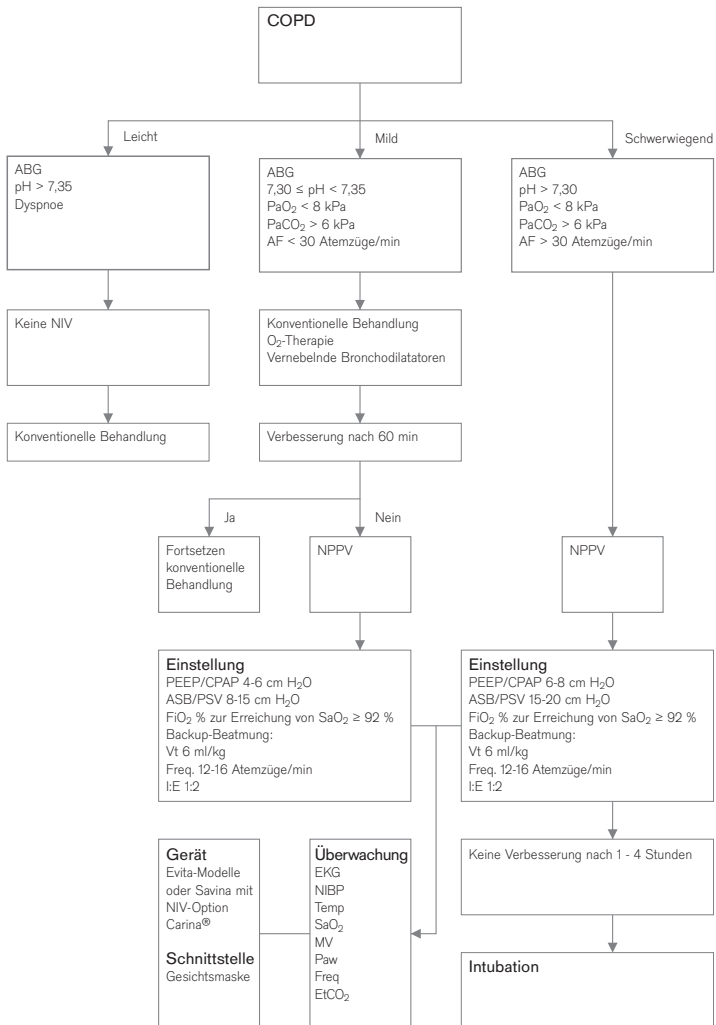 COPD
Leicht
Mild
Schwerwiegend
ABG
pH > 7,35
Dyspnoe
ABG
7,30 ≤ pH < 7,35
PaO₂ < 8 kPa
PaCO₂ > 6 kPa
AF < 30 Atemzüge/min
ABG
pH > 7,30
PaO₂ < 8 kPa
PaCO₂ > 6 kPa
AF > 30 Atemzüge/min
Keine NIV
Konventionelle Behandlung
O₂-Therapie
Vernebelnde Bronchodilatatoren
Konventionelle Behandlung
Verbesserung nach 60 min
Ja
Nein
Fortsetzen
konventionelle
Behandlung
NPPV
NPPV
Einstellung
PEEP/CPAP 4-6 cm H₂O
ASB/PSV 8-15 cm H₂O
FiO₂ % zur Erreichung von SaO₂ ≥ 92 %
Backup-Beatmung:
Vt 6 ml/kg
Freq. 12-16 Atemzüge/min
I:E 1:2
Einstellung
PEEP/CPAP 6-8 cm H₂O
ASB/PSV 15-20 cm H₂O
FiO₂ % zur Erreichung von SaO₂ ≥ 92 %
Backup-Beatmung:
Vt 6 ml/kg
Freq. 12-16 Atemzüge/min
I:E 1:2
Gerät
Evita-Modelle
oder Savina mit
NIV-Option
Carina®
Schnittstelle
Gesichtsmaske
Überwachung
EKG
NIBP
Temp
SaO₂
MV
Paw
Freq
EtCO₂
Keine Verbesserung nach 1 - 4 Stunden
Intubation